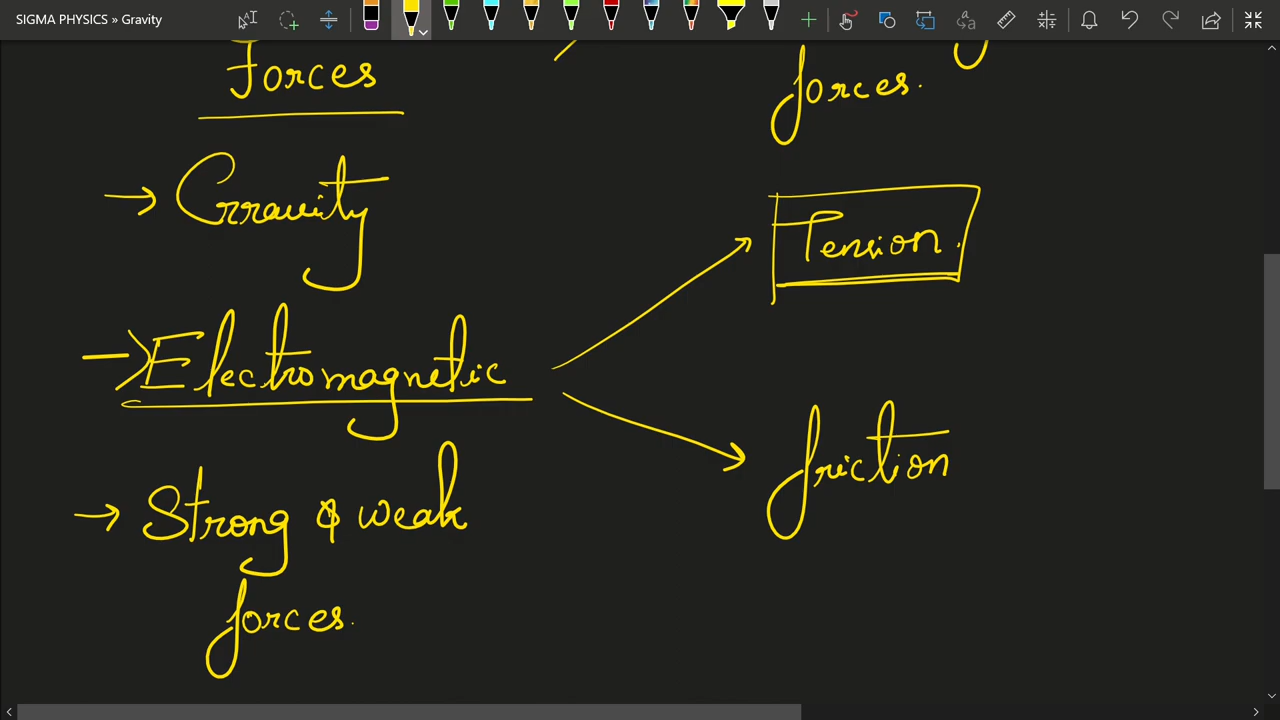 SIGMA PHYSICS » Gravity
Forces
forces.
→ Gravity
Tension.
→ Electromagnetic
friction
→ Strong & weak
forces.